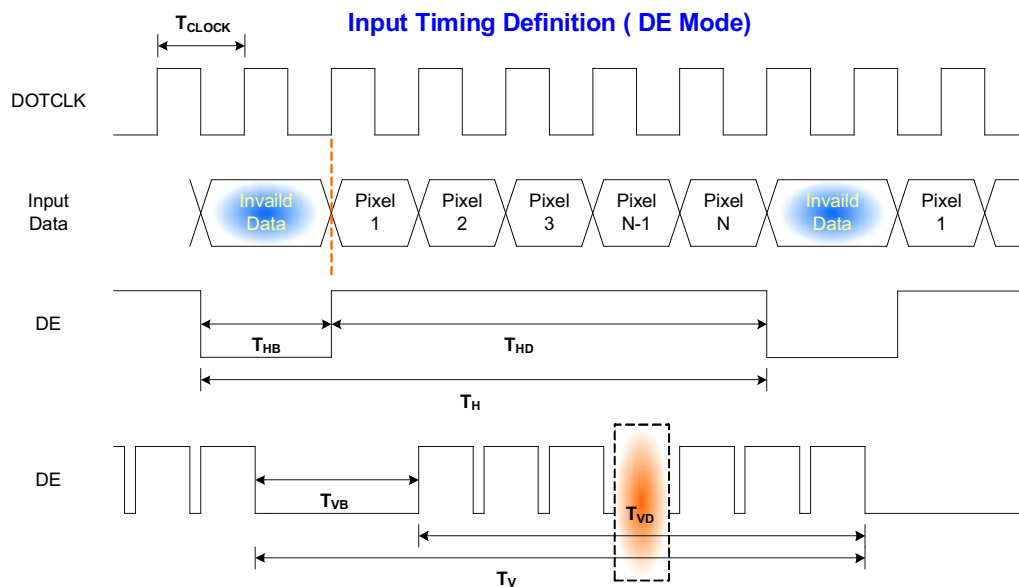 Input Timing Definition ( DE Mode)
TCLOCK
DOTCLK
Input
Data
Invaild
Data
Pixel
1
Pixel
2
Pixel
3
Pixel
N-1
Pixel
N
Invaild
Data
Pixel
1
DE
THB
THD
TH
DE
TVB
TVD
TV